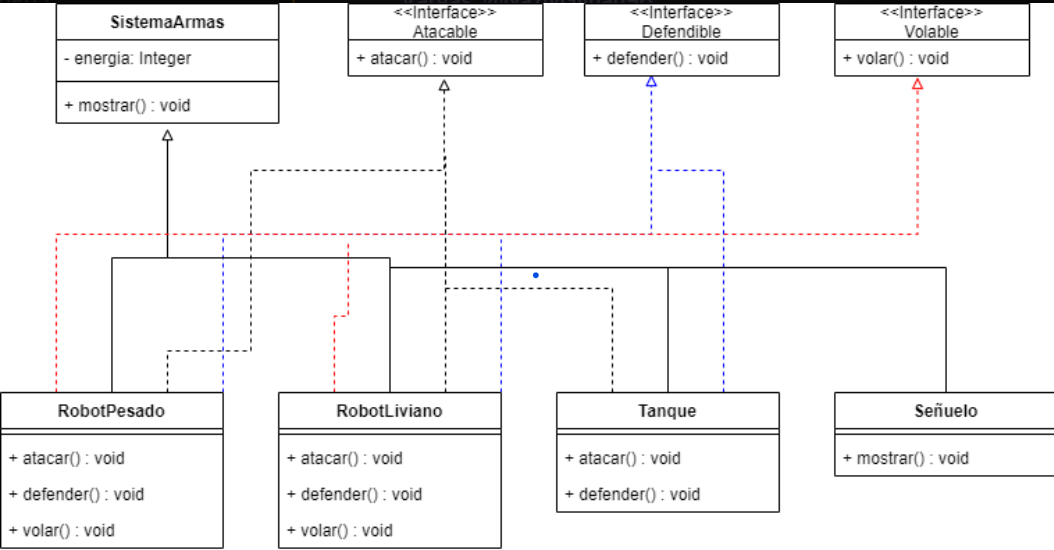 SistemaArmas
- energia: Integer
+ mostrar() : void
<<Interface>>
Atacable
+ atacar() : void
<<Interface>>
Defendible
+ defender() : void
<<Interface>>
Volable
+ volar() : void
RobotPesado
+ atacar() : void
+ defender() : void
+ volar() : void
RobotLiviano
+ atacar() : void
+ defender() : void
+ volar() : void
Tanque
+ atacar() : void
+ defender() : void
Señuelo
+ mostrar() : void